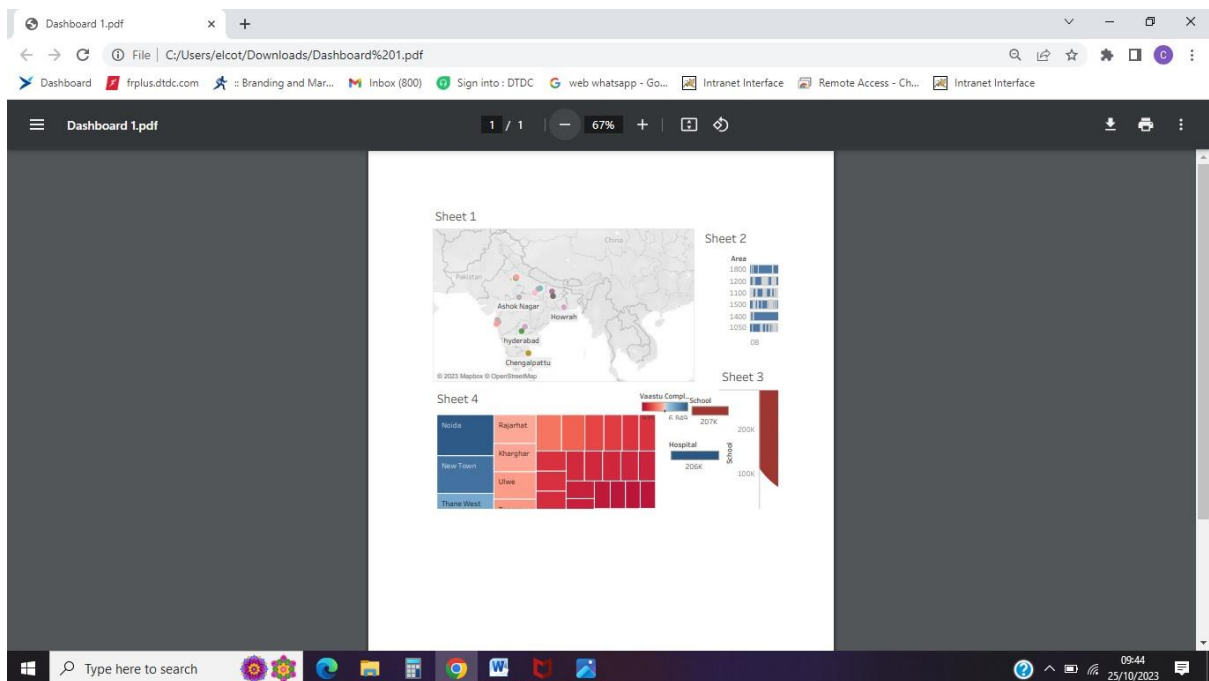 Dashboard 1.pdf
File | C:/Users/elcot/Downloads/Dashboard%201.pdf
Dashboard frplus.dtdc.com :: Branding and Mar... Inbox (800) Sign into : DTDC web whatsapp - Go... Intranet Interface Remote Access - Ch... Intranet Interface
Dashboard 1.pdf 1 / 1 67%
Sheet 1
China
Pakistan
Ashok Nagar
Howrah
hyderabad
Chengalpattu
© 2023 Mapbox © OpenStreetMap
Sheet 2
Area
1800
1200
1100
1500
1400
1050
0B
Sheet 3
School
200K
100K
Sheet 4
Noida
New Town
Thane West
Rajarhat
Kharghar
Ulwe
Vaastu Compl..
School
207K
Hospital
206K
Type here to search
09:44
25/10/2023